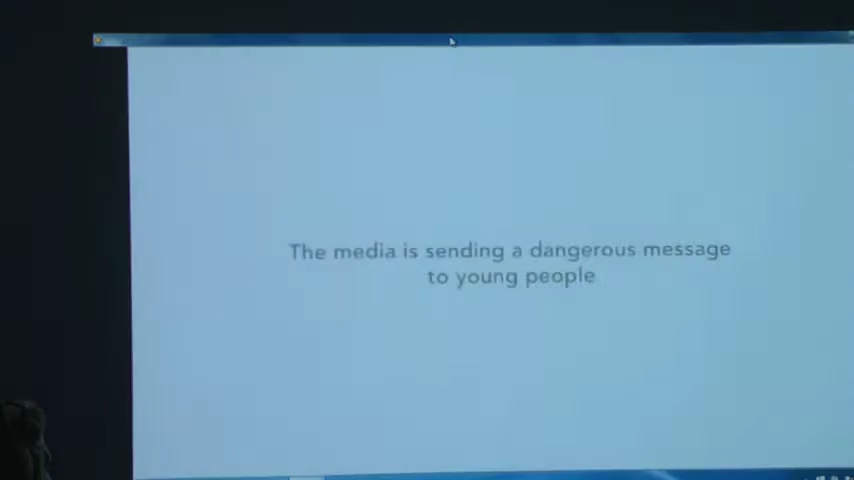 The media is sending a dangerous message
to young people